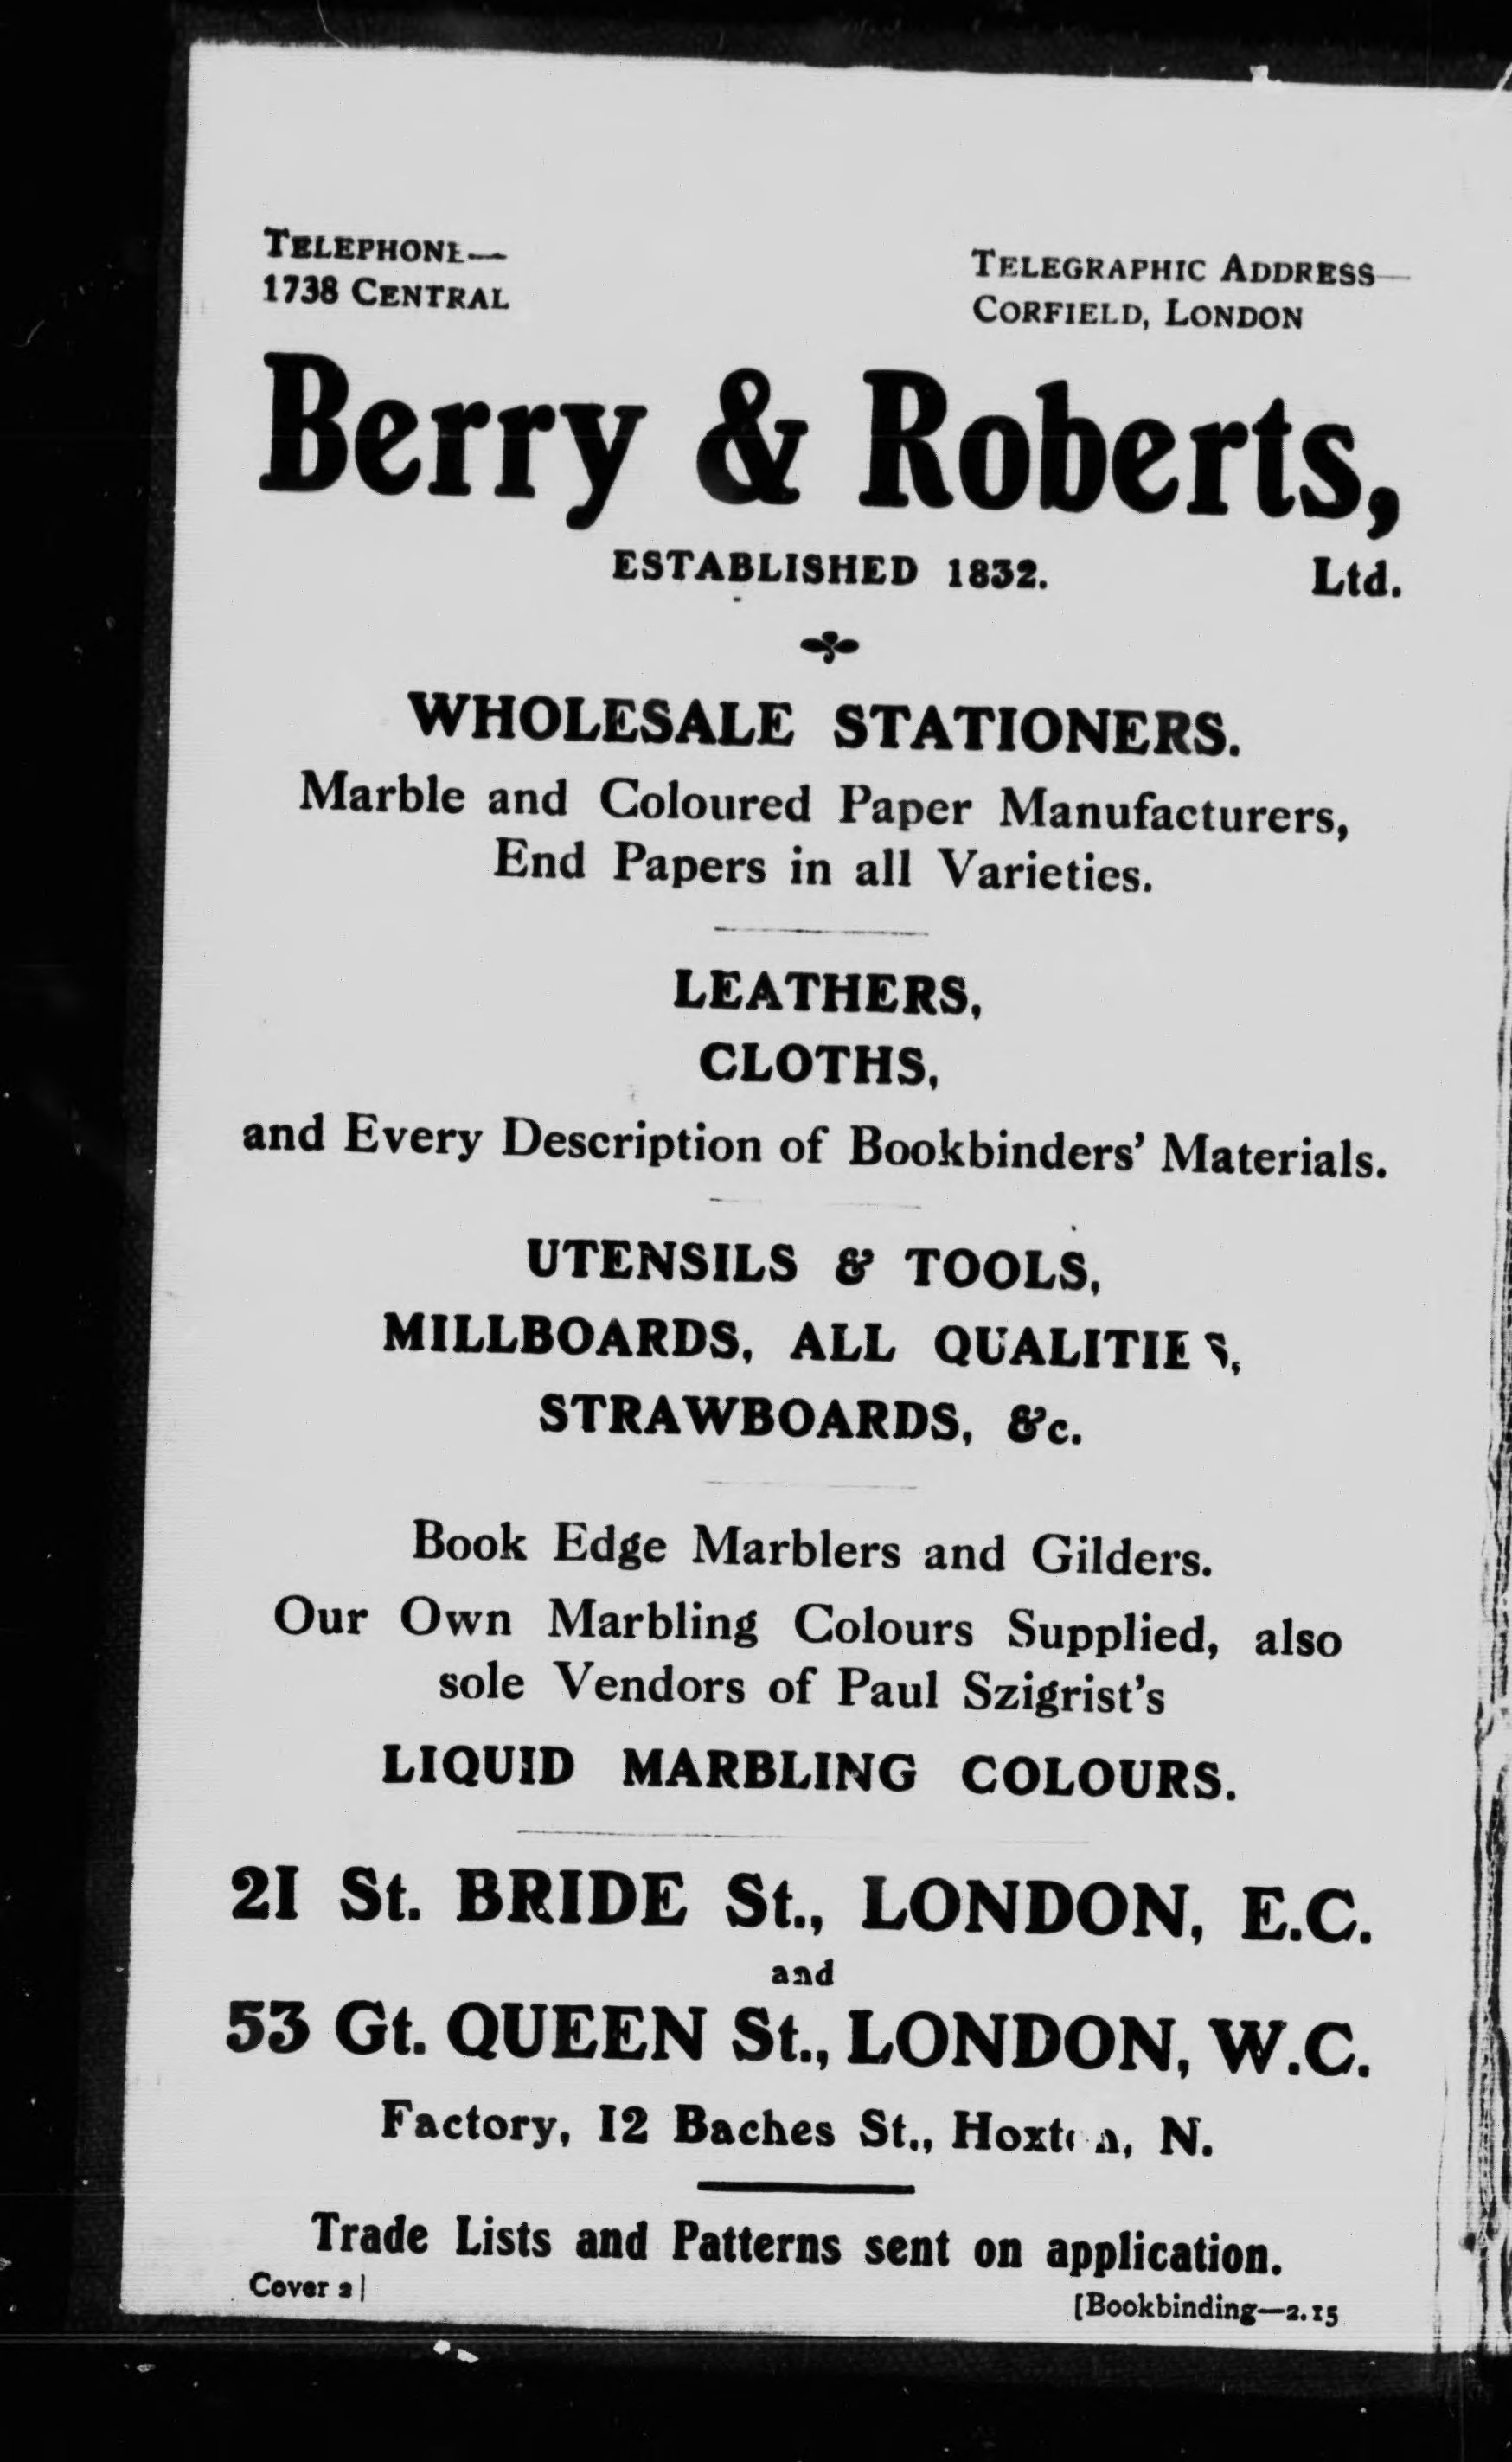 TELEPHONE—
1738 CENTRAL
TELEGRAPHIC ADDRESS—
CORFIELD, LONDON
Berry & Roberts,
ESTABLISHED 1832. Ltd.
WHOLESALE STATIONERS.
Marble and Coloured Paper Manufacturers,
End Papers in all Varieties.
LEATHERS,
CLOTHS,
and Every Description of Bookbinders' Materials.
UTENSILS & TOOLS,
MILLBOARDS, ALL QUALITIES,
STRAWBOARDS, &c.
Book Edge Marblers and Gilders.
Our Own Marbling Colours Supplied, also
sole Vendors of Paul Szigrist's
LIQUID MARBLING COLOURS.
21 St. BRIDE St., LONDON, E.C.
and
53 Gt. QUEEN St., LONDON, W.C.
Factory, 12 Baches St., Hoxton, N.
Trade Lists and Patterns sent on application.
Cover 2]
[Bookbinding—2.15